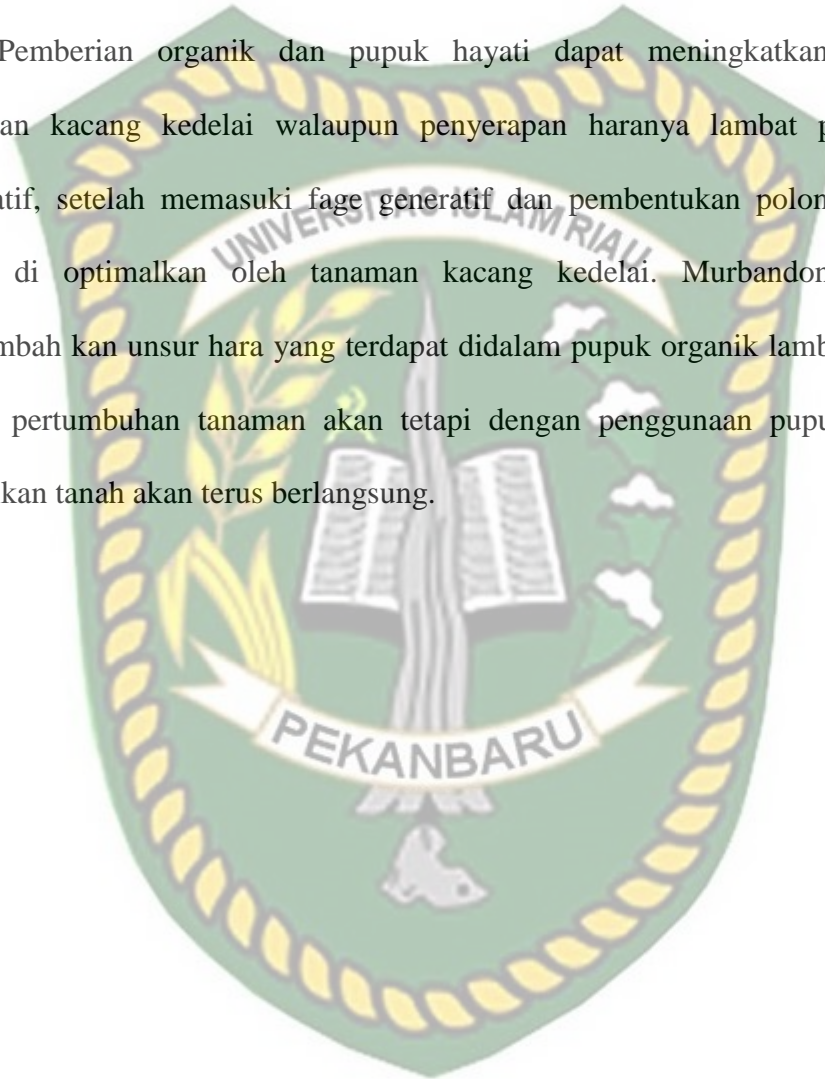 Pemberian organik dan pupuk hayati dapat meningkatkan
an kacang kedelai walaupun penyerapan haranya lambat p
atif, setelah memasuki fage generatif dan pembentukan polon
di optimalkan oleh tanaman kacang kedelai. Murbandon
mbah kan unsur hara yang terdapat didalam pupuk organik lamb
pertumbuhan tanaman akan tetapi dengan penggunaan pupu
kan tanah akan terus berlangsung.
UNIVERSITAS ISLAM RIAU
PEKANBARU